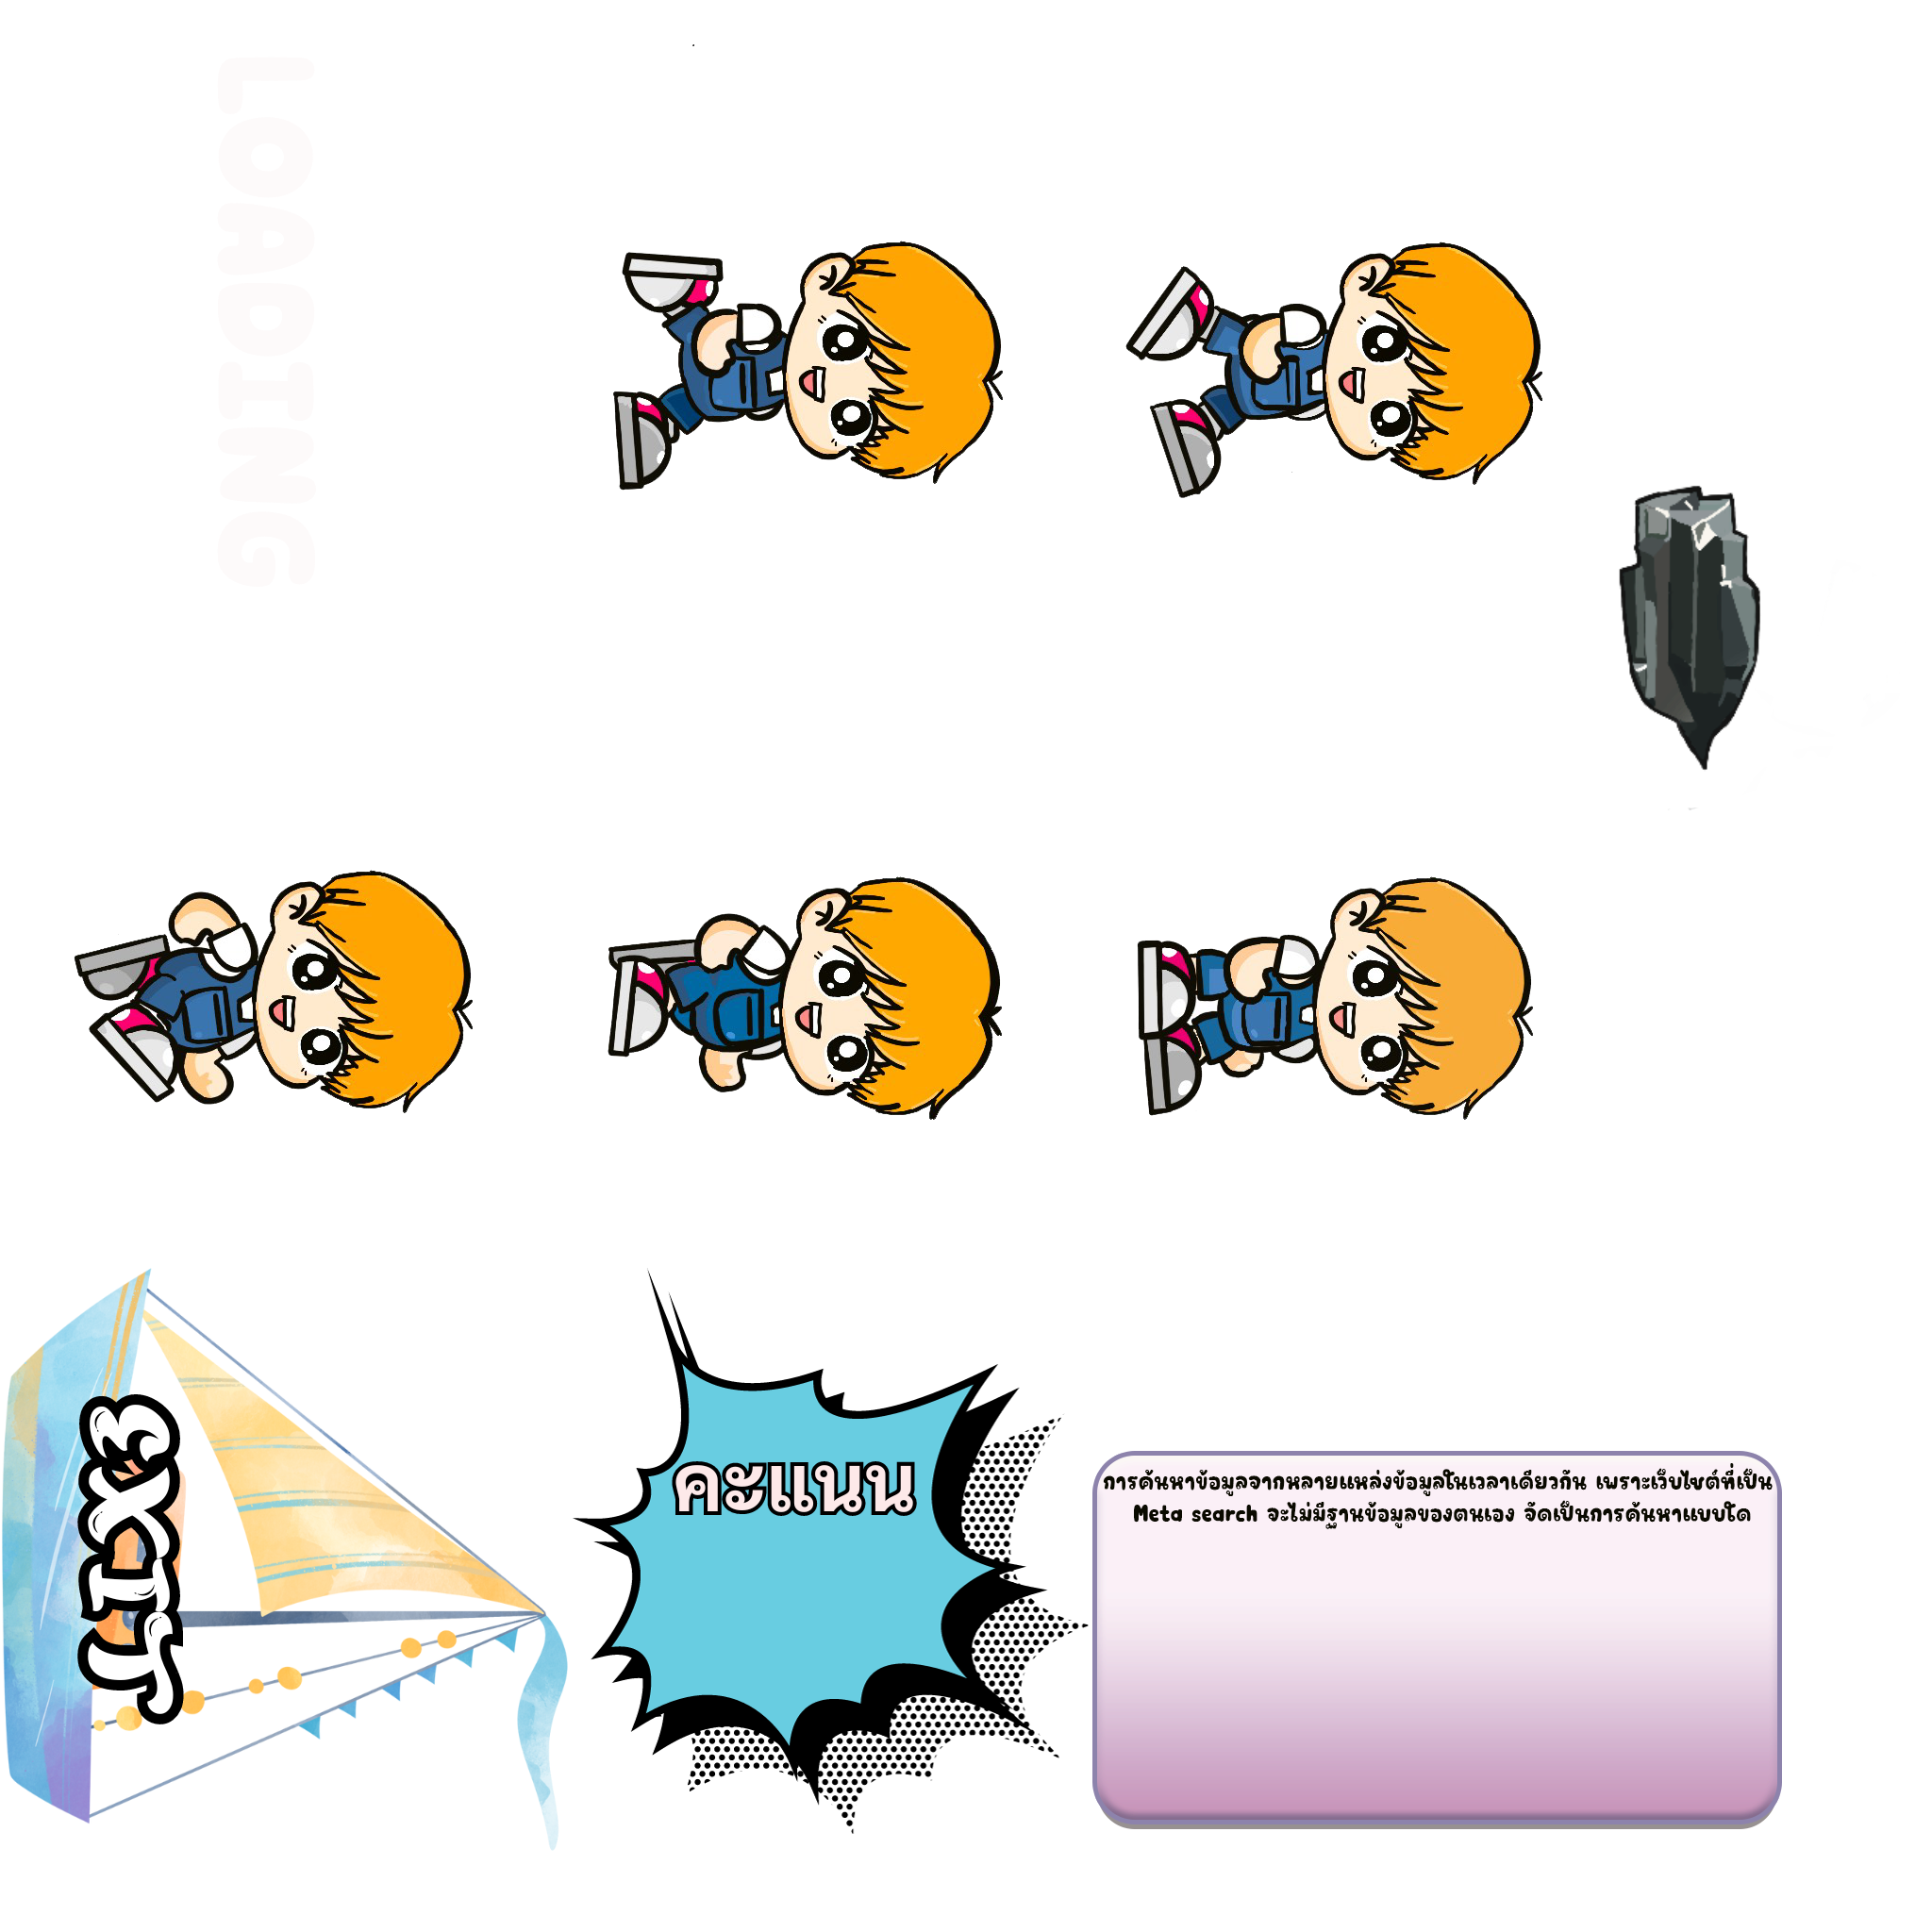 LOADING
EXIT
คะแนน
การค้นหาข้อมูลจากหลายแหล่งข้อมูลในเวลาเดียวกัน เพราะเว็บไซต์ที่เป็น
Meta search จะไม่มีฐานข้อมูลของตนเอง จัดเป็นการค้นหาแบบใด